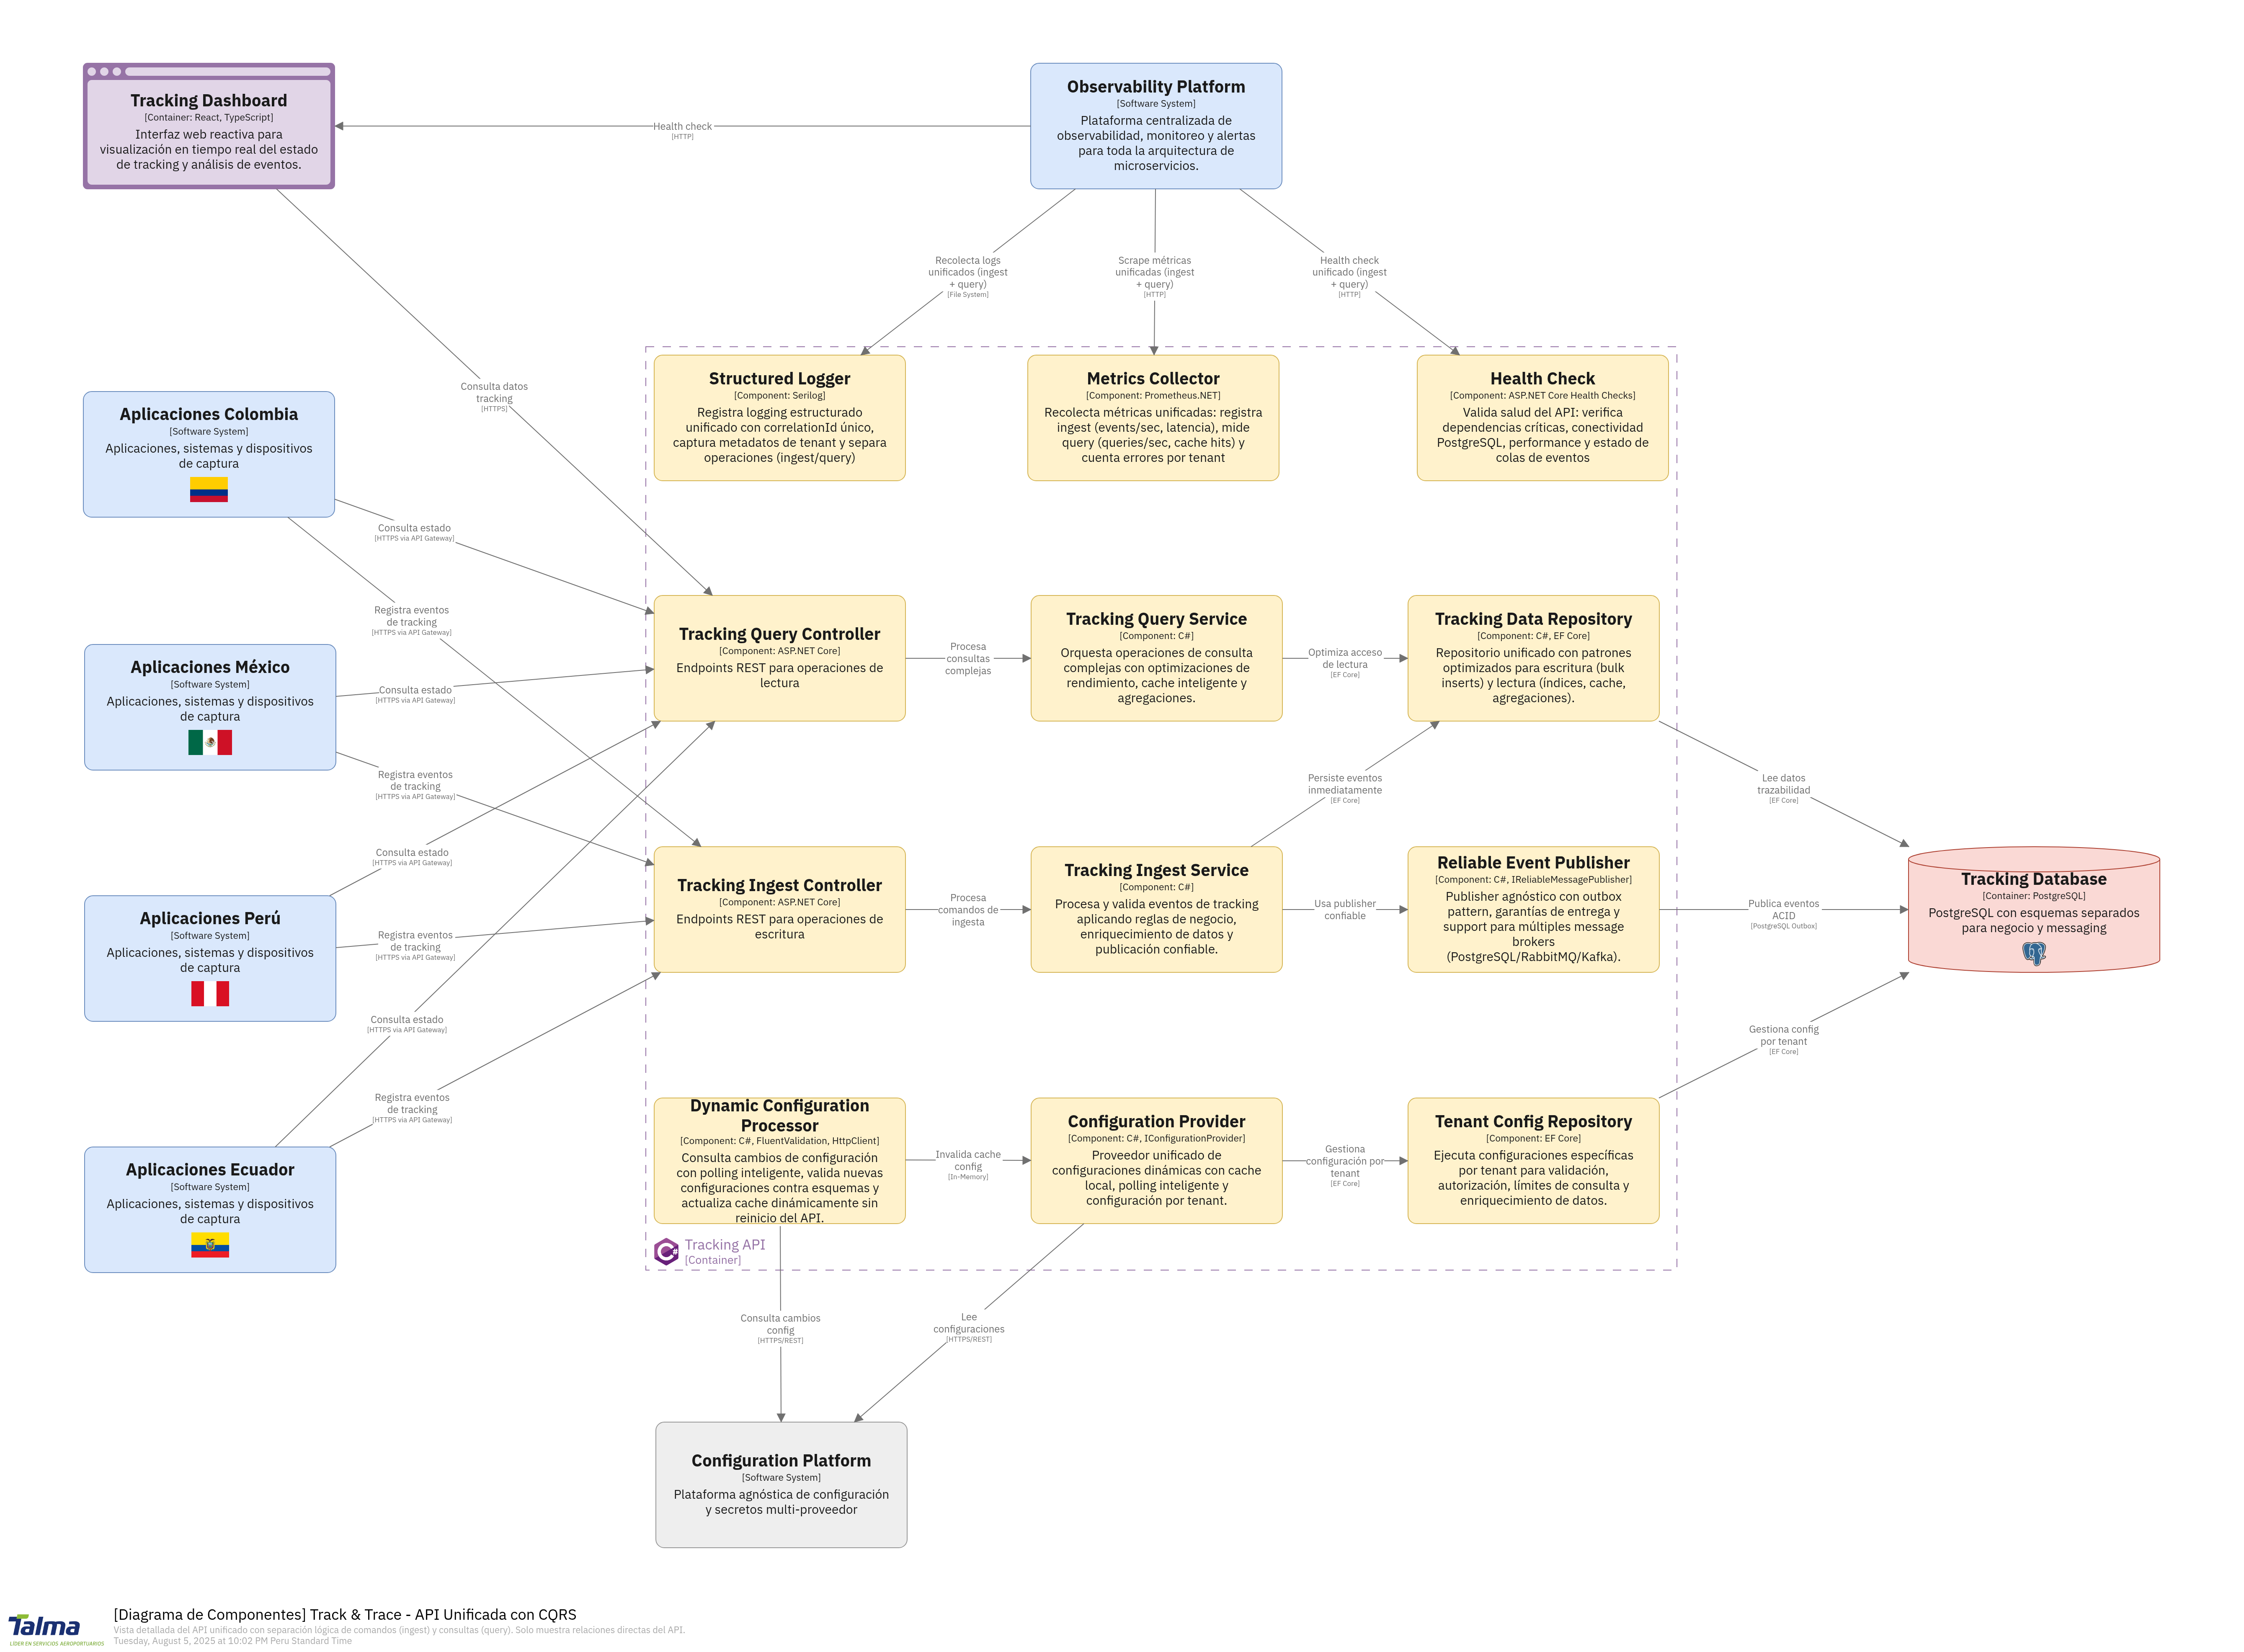 Tracking Dashboard
[Container: React, TypeScript]
Interfaz web reactiva para
visualización en tiempo real del estado
de tracking y análisis de eventos.
Observability Platform
[Software System]
Plataforma centralizada de
observabilidad, monitoreo y alertas
para toda la arquitectura de
microservicios.
Health check
[HTTP]
Recolecta logs
unificados (ingest
+ query)
[File System]
Scrape métricas
unificadas (ingest
+ query)
[HTTP]
Health check
unificado (ingest
+ query)
[HTTP]
Consulta datos
tracking
[HTTPS]
Structured Logger
[Component: Serilog]
Registra logging estructurado
unificado con correlationId único,
captura metadatos de tenant y separa
operaciones (ingest/query)
Metrics Collector
[Component: Prometheus.NET]
Recolecta métricas unificadas: registra
ingest (events/sec, latencia), mide
query (queries/sec, cache hits) y
cuenta errores por tenant
Health Check
[Component: ASP.NET Core Health Checks]
Valida salud del API: verifica
dependencias críticas, conectividad
PostgreSQL, performance y estado de
colas de eventos
Aplicaciones Colombia
[Software System]
Aplicaciones, sistemas y dispositivos
de captura
Consulta estado
[HTTPS via API Gateway]
Registra eventos
de tracking
[HTTPS via API Gateway]
Tracking Query Controller
[Component: ASP.NET Core]
Endpoints REST para operaciones de
lectura
Procesa
consultas
complejas
Tracking Query Service
[Component: C#]
Orquesta operaciones de consulta
complejas con optimizaciones de
rendimiento, cache inteligente y
agregaciones.
Optimiza acceso
de lectura
[EF Core]
Tracking Data Repository
[Component: C#, EF Core]
Repositorio unificado con patrones
optimizados para escritura (bulk
inserts) y lectura (índices, cache,
agregaciones).
Aplicaciones México
[Software System]
Aplicaciones, sistemas y dispositivos
de captura
Consulta estado
[HTTPS via API Gateway]
Registra eventos
de tracking
[HTTPS via API Gateway]
Persiste eventos
inmediatamente
[EF Core]
Lee datos
trazabilidad
[EF Core]
Aplicaciones Perú
[Software System]
Aplicaciones, sistemas y dispositivos
de captura
Consulta estado
[HTTPS via API Gateway]
Registra eventos
de tracking
[HTTPS via API Gateway]
Tracking Ingest Controller
[Component: ASP.NET Core]
Endpoints REST para operaciones de
escritura
Procesa
comandos de
ingesta
Tracking Ingest Service
[Component: C#]
Procesa y valida eventos de tracking
aplicando reglas de negocio,
enriquecimiento de datos y
publicación confiable.
Usa publisher
confiable
Reliable Event Publisher
[Component: C#, IReliableMessagePublisher]
Publisher agnóstico con outbox
pattern, garantías de entrega y
support para múltiples message
brokers
(PostgreSQL/RabbitMQ/Kafka).
Publica eventos
ACID
[PostgreSQL Outbox]
Tracking Database
[Container: PostgreSQL]
PostgreSQL con esquemas separados
para negocio y messaging
Consulta estado
[HTTPS via API Gateway]
Registra eventos
de tracking
[HTTPS via API Gateway]
Gestiona config
por tenant
[EF Core]
Aplicaciones Ecuador
[Software System]
Aplicaciones, sistemas y dispositivos
de captura
Dynamic Configuration
Processor
[Component: C#, FluentValidation, HttpClient]
Consulta cambios de configuración
con polling inteligente, valida nuevas
configuraciones contra esquemas y
actualiza cache dinámicamente sin
reinicio del API.
Invalida cache
config
[In-Memory]
Configuration Provider
[Component: C#, IConfigurationProvider]
Proveedor unificado de
configuraciones dinámicas con cache
local, polling inteligente y
configuración por tenant.
Gestiona
configuración por
tenant
[EF Core]
Tenant Config Repository
[Component: EF Core]
Ejecuta configuraciones específicas
por tenant para validación,
autorización, límites de consulta y
enriquecimiento de datos.
Tracking API
[Container]
Consulta cambios
config
[HTTPS/REST]
Lee
configuraciones
[HTTPS/REST]
Configuration Platform
[Software System]
Plataforma agnóstica de configuración
y secretos multi-proveedor
Talma
LÍDER EN SERVICIOS AEROPORTUARIOS
[Diagrama de Componentes] Track & Trace - API Unificada con CQRS
Vista detallada del API unificado con separación lógica de comandos (ingest) y consultas (query). Solo muestra relaciones directas del API.
Tuesday, August 5, 2025 at 10:02 PM Peru Standard Time